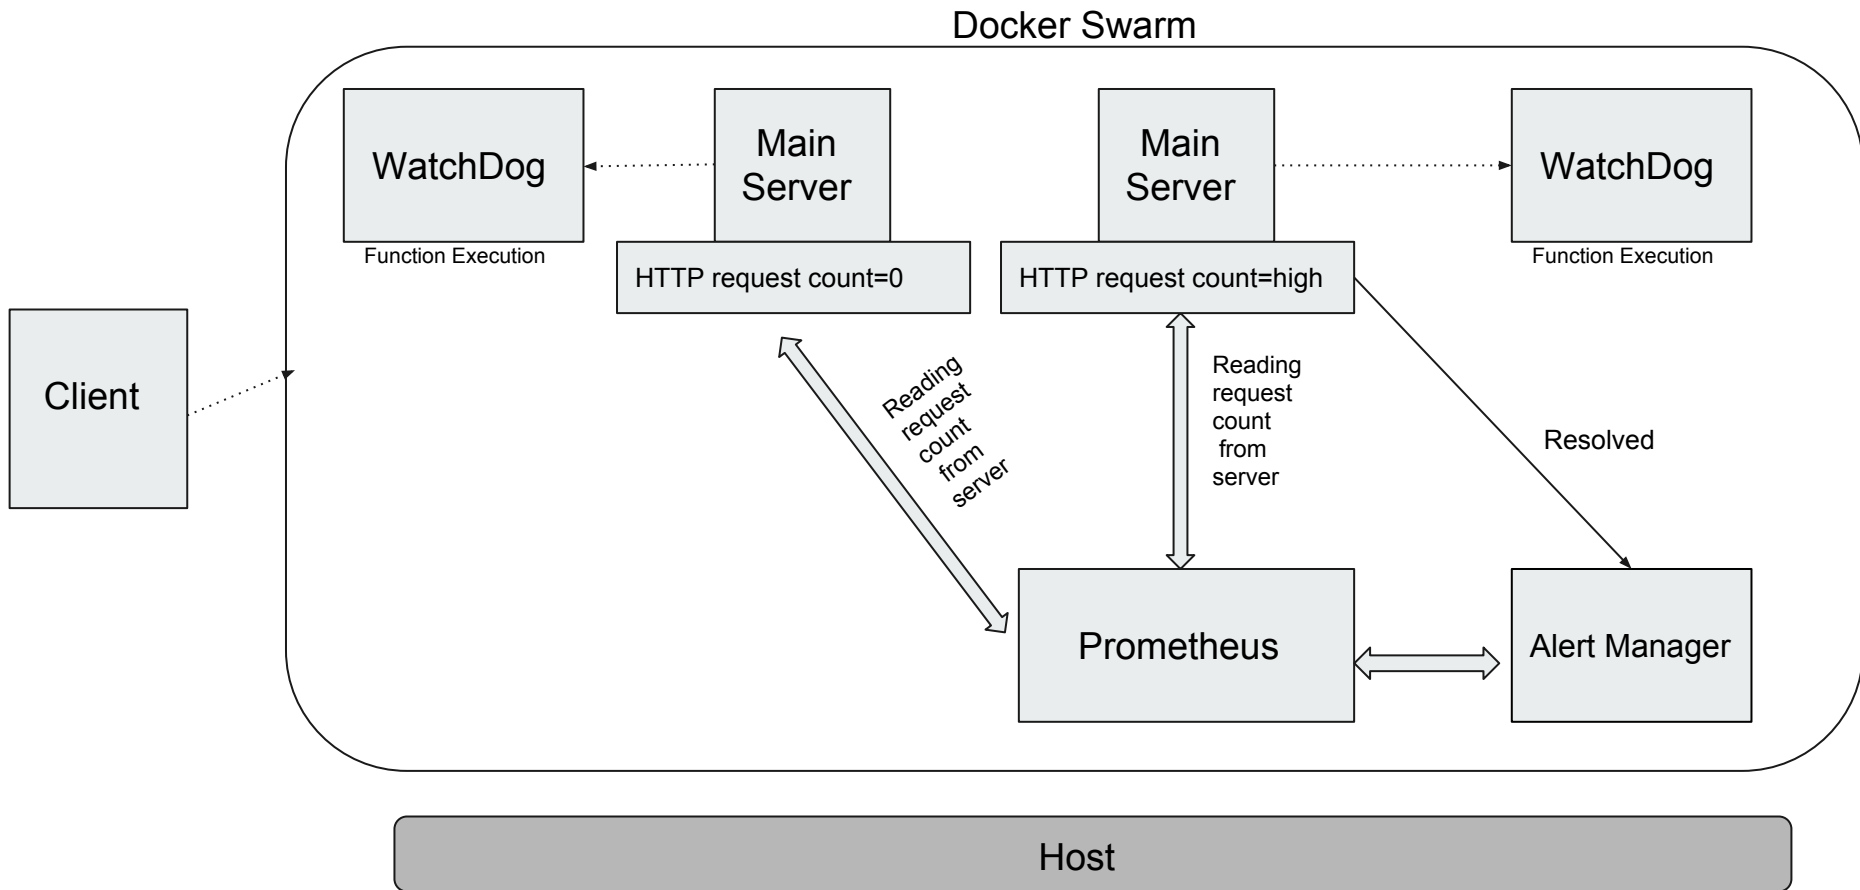 Docker Swarm
WatchDog
Function Execution
Main
Server
HTTP request count=0
Main
Server
HTTP request count=high
WatchDog
Function Execution
Client
Reading
request
count
from
server
Reading
request
count
from
server
Resolved
Prometheus
Alert Manager
Host